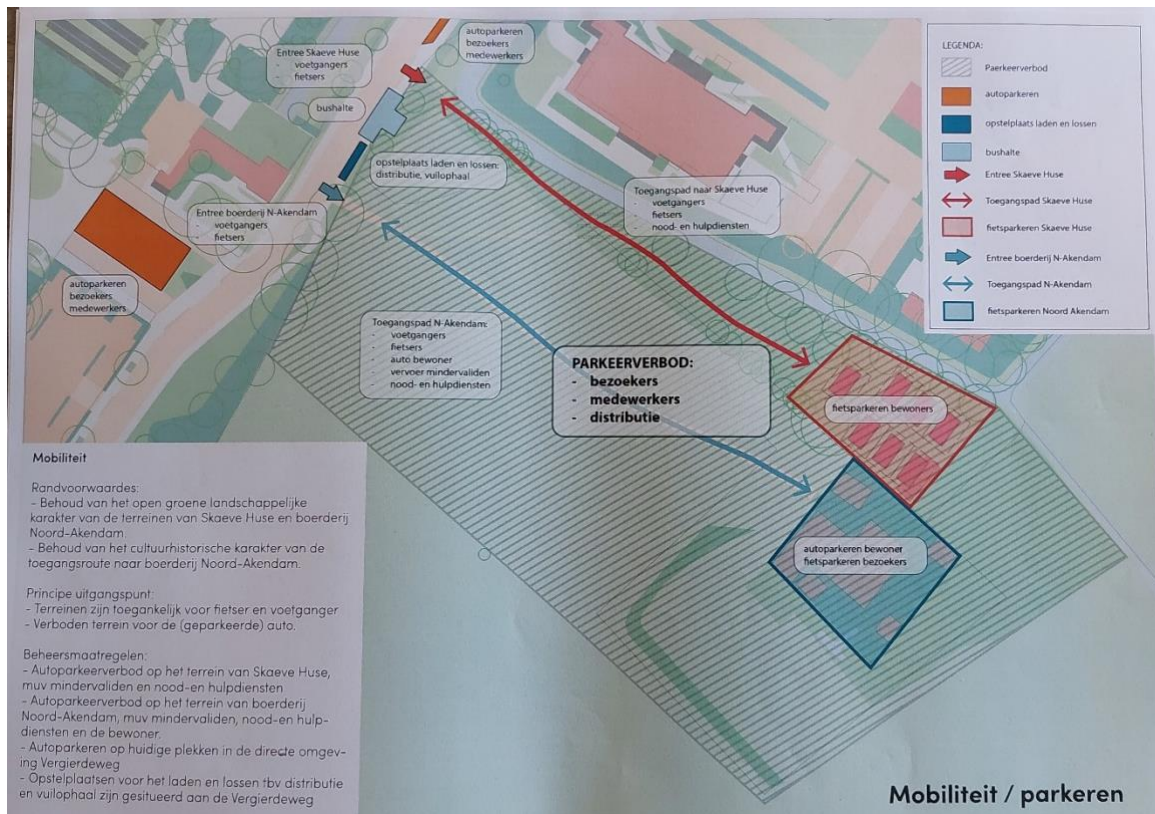 Entree Skaeve Huse
- voetgangers
- fietsers
autoparkeren
bezoekers
medewerkers
bushalte
opstelplaats laden en lossen:
distributie, vuilophaal
Entree boerderij N-Akendam
- voetgangers
- fietsers
autoparkeren
bezoekers
medewerkers
Toegangspad naar Skaeve Huse
- voetgangers
- fietsers
- nood- en hulpdiensten
Toegangspad N-Akendam:
- voetgangers
- fietsers
- auto bewoner
vervoer mindervaliden
- nood- en hulpdiensten
PARKEERVERBOD:
- bezoekers
- medewerkers
- distributie
fietsparkeren bewoners
autoparkeren bewoner
fietsparkeren bezoekers
LEGENDA:
Paerkeerverbod
autoparkeren
opstelplaats laden en lossen
bushalte
Entree Skaeve Huse
Toegangspad Skaeve Huse
fietsparkeren Skaeve Huse
Entree boerderij N-Akendam
Toegangspad N-Akendam
fietsparkeren Noord Akendam
Mobiliteit
Randvoorwaardes:
- Behoud van het open groene landschappelijke
karakter van de terreinen van Skaeve Huse en boerderij
Noord-Akendam.
- Behoud van het cultuurhistorische karakter van de
toegangsroute naar boerderij Noord-Akendam.
Principe uitgangspunt:
- Terreinen zijn toegankelijk voor fietser en voetganger
- Verboden terrein voor de (geparkeerde) auto.
Beheersmaatregelen:
- Autoparkeerverbod op het terrein van Skaeve Huse,
muv mindervaliden en nood-en hulpdiensten
- Autoparkeerverbod op het terrein van boerderij
Noord-Akendam, muv mindervaliden, nood-en hulp-
diensten en de bewoner.
- Autoparkeren op huidige plekken in de directe omgev-
ing Vergierdeweg
- Opstelplaatsen voor het laden en lossen tbv distributie
en vuilophaal zijn gesitueerd aan de Vergierdeweg
Mobiliteit / parkeren